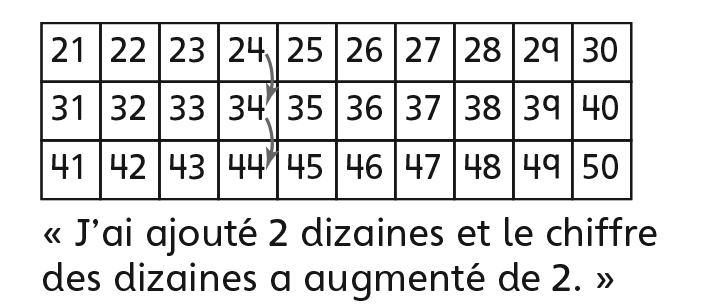 21 22 23 24 25 26 27 28 29 30
31 32 33 34 35 36 37 38 39 40
41 42 43 44 45 46 47 48 49 50
« J’ai ajouté 2 dizaines et le chiffre
des dizaines a augmenté de 2. »